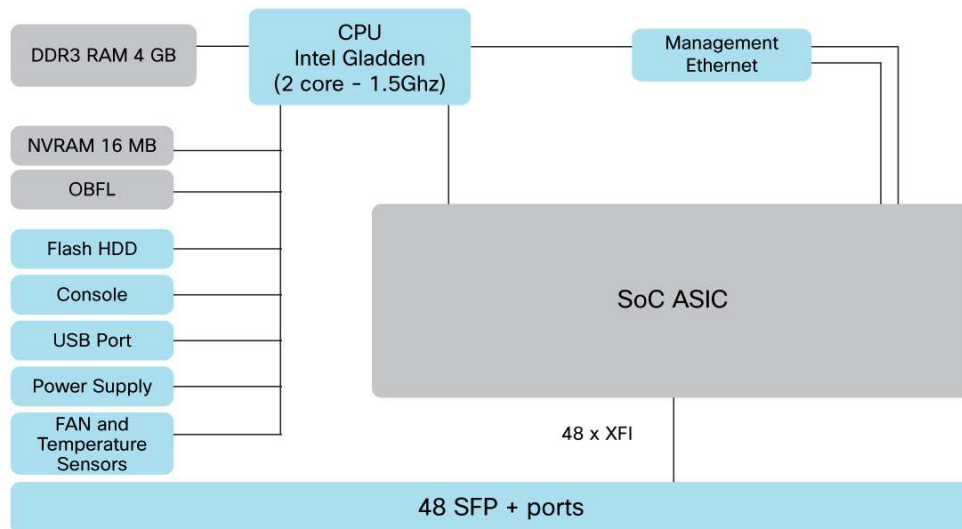 DDR3 RAM 4 GB
CPU
Intel Gladden
(2 core - 1.5Ghz)
Management
Ethernet
NVRAM 16 MB
OBFL
Flash HDD
Console
USB Port
Power Supply
FAN and
Temperature
Sensors
SoC ASIC
48 x XFI
48 SFP + ports